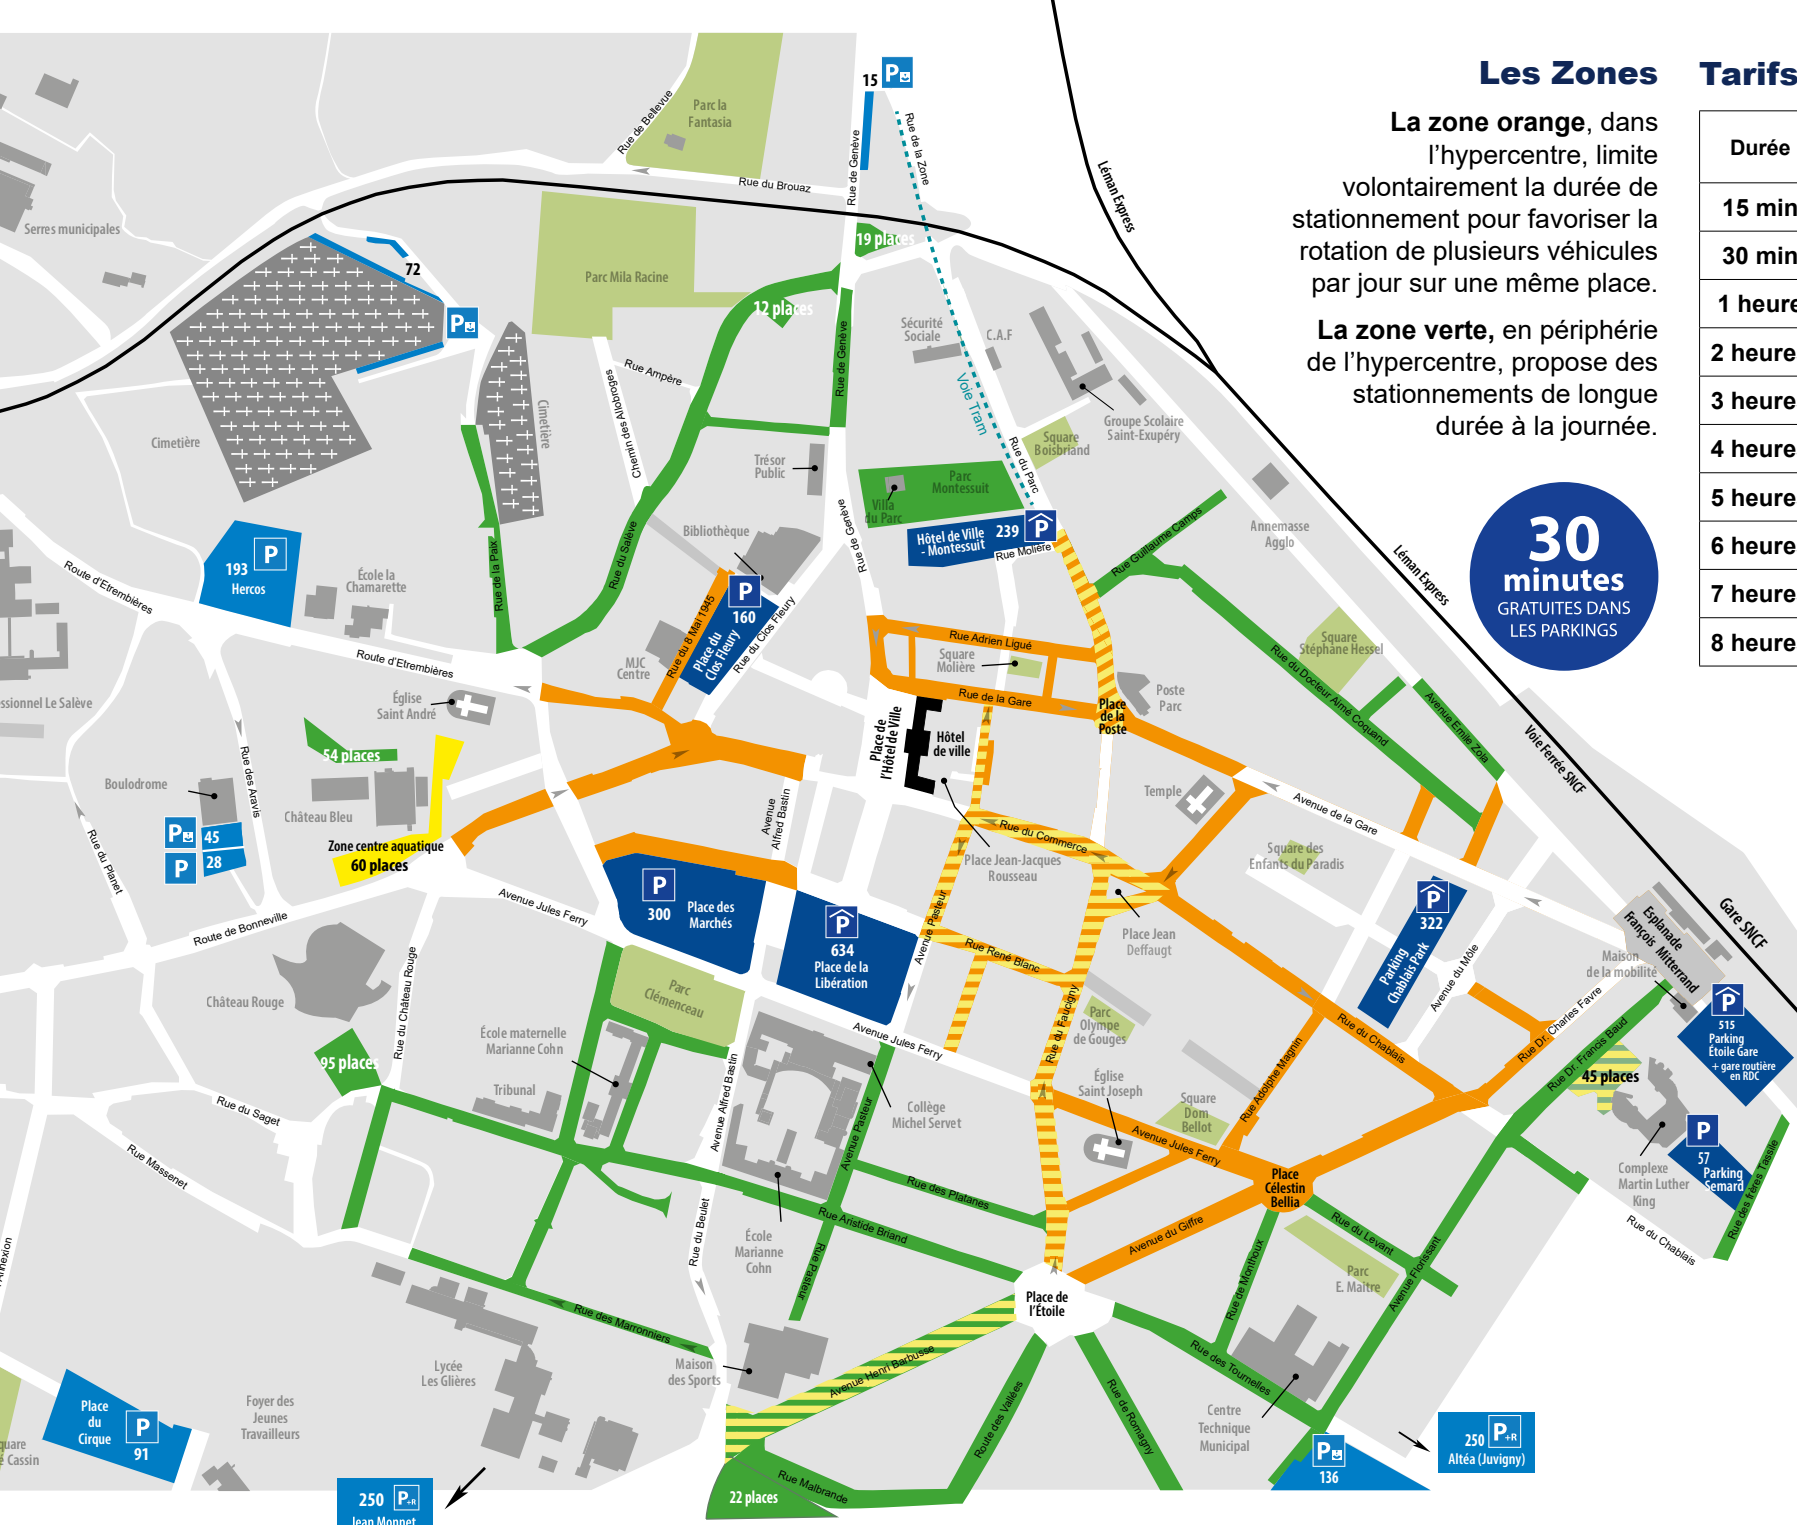 Les Zones
La zone orange, dans
l'hypercentre, limite
volontairement la durée de
stationnement pour favoriser la
rotation de plusieurs véhicules
par jour sur une même place.
La zone verte, en périphérie
de l'hypercentre, propose des
stationnements de longue
durée à la journée.
30
minutes
GRATUITES DANS
LES PARKINGS
Tarifs
Durée
15 min
30 min
1 heure
2 heure
3 heure
4 heure
5 heure
6 heure
7 heure
8 heure
15
P
Parc la
Fantasia
Rue de Bellevue
Rue du Brouaz
Rue de Genève
Rue de la Zone
Léman Express
Serres municipales
72
P
19 places
Parc Mila Racine
12 places
Sécurité
Sociale
C.A.F
Rue de Genève
Voie Tram
Rue Ampère
Chemin des Allobroges
Cimetière
Cimetière
Groupe Scolaire
Saint-Exupéry
Square
Boisbriand
Rue du Parc
Trésor
Public
Parc
Montessuit
Villa
du Parc
Rue de Genève
Hôtel de Ville
- Montessuit
239
P
Rue Molière
Bibliothèque
Rue du Salève
Rue de la Paix
193
P
Hercos
École la
Chamarette
Route d'Etrembières
Route d'Etrembières
Rue Guillaume Camps
Annemasse
Agglo
Léman Express
P
160
Place du
Clos Fleury
Rue du 8 Mai 1945
Rue du Clos Fleury
MJC
Centre
Rue Adrien Ligué
Square
Molière
Rue de la Gare
Square
Stéphane Hessel
Rue du Docteur Aimé Coquand
Avenue Emile Zola
Poste
Parc
Place
de la
Poste
Église
Saint André
Place de
l'Hôtel de Ville
Hôtel
de ville
Voie Ferrée SNCF
ssionnel Le Salève
54 places
Rue des Aravis
Boulodrome
Château Bleu
Zone centre aquatique
60 places
P
45
P
28
Rue du Planet
Temple
Avenue de la Gare
Avenue
Alfred Bastin
Rue du Commerce
Place Jean-Jacques
Rousseau
Square des
Enfants du Paradis
P
300
Place des
Marchés
P
634
Place de la
Libération
Avenue Pasteur
Rue René Blanc
Place Jean
Deffaugt
P
322
Parking
Chablais Park
Avenue du Môle
Esplanade
François Mitterrand
Gare SNCF
Maison
de la mobilité
Route de Bonneville
Avenue Jules Ferry
Rue du Château Rouge
Château Rouge
Parc
Clémenceau
École maternelle
Marianne Cohn
Avenue Jules Ferry
Rue du Faucigny
Parc
Olympe
de Gouges
Rue du Chablais
Rue Dr. Charles Favre
Rue Dr. Francis Baud
P
515
Parking
Étoile Gare
+ gare routière
en RDC
45 places
95 places
Tribunal
Rue du Saget
Avenue Alfred Bastin
Avenue Pasteur
Collège
Michel Servet
Église
Saint Joseph
Square
Dom
Bellot
Rue Adolphe Magnin
Avenue Jules Ferry
Place
Célestin
Bellia
P
57
Parking
Semard
Complexe
Martin Luther
King
Rue des frères Tassile
Rue du Chablais
Rue Massenet
Rue des Platanes
Rue Aristide Briand
Rue Pasteur
École
Marianne
Cohn
Rue du Beulet
Avenue du Giffre
Rue du Levant
Rue de Monthoux
Parc
E. Maitre
Avenue Florissant
Place de
l'Étoile
Rue des Marronniers
Maison
des Sports
Avenue Henri Barbusse
Route des Vallées
Rue de Romagny
Rue des Tournelles
Centre
Technique
Municipal
Lycée
Les Glières
Foyer des
Jeunes
Travailleurs
Place
du
Cirque
P
91
Cassin
250
P+R
Jean Monnet
22 places
Rue Malbrande
P
136
250
P+R
Altéa (Juvigny)